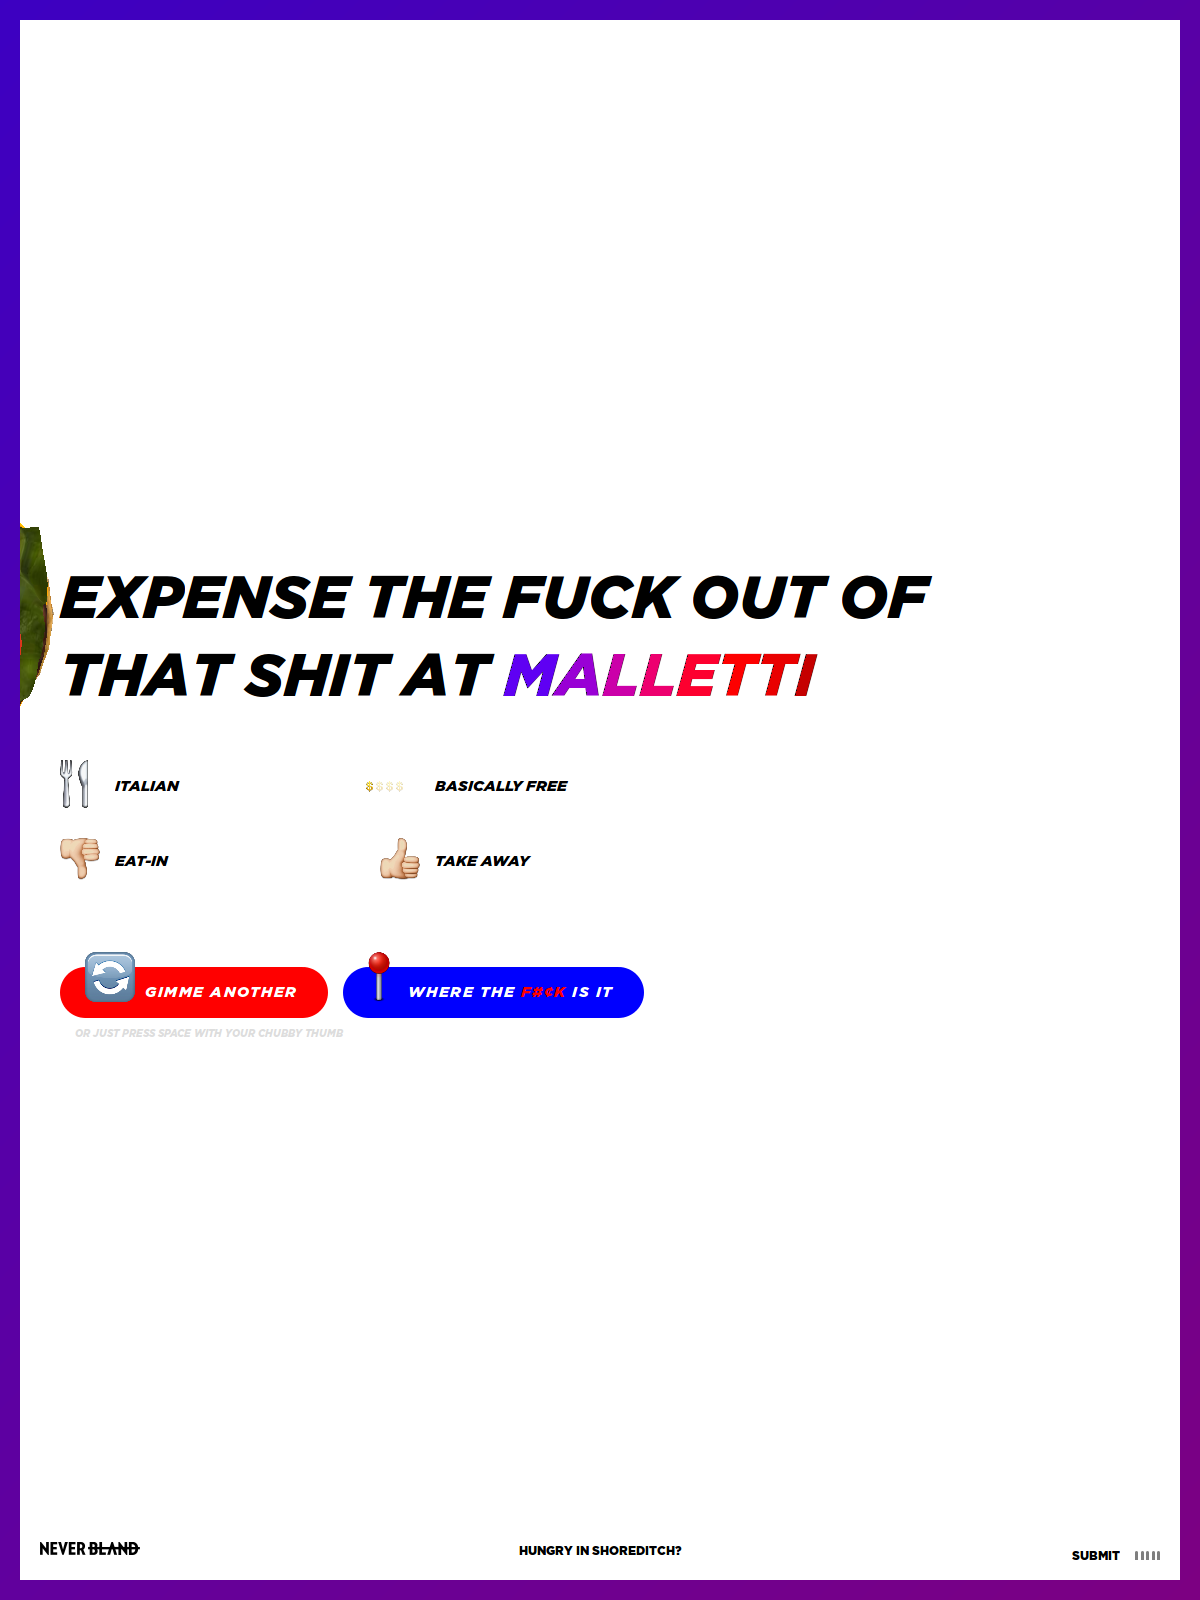 EXPENSE THE FUCK OUT OF
THAT SHIT AT MALLETTI
ITALIAN
$$$$ BASICALLY FREE
EAT-IN
TAKE AWAY
GIMME ANOTHER
WHERE THE F#¢K IS IT
OR JUST PRESS SPACE WITH YOUR CHUBBY THUMB
NEVER BLAND
HUNGRY IN SHOREDITCH?
SUBMIT